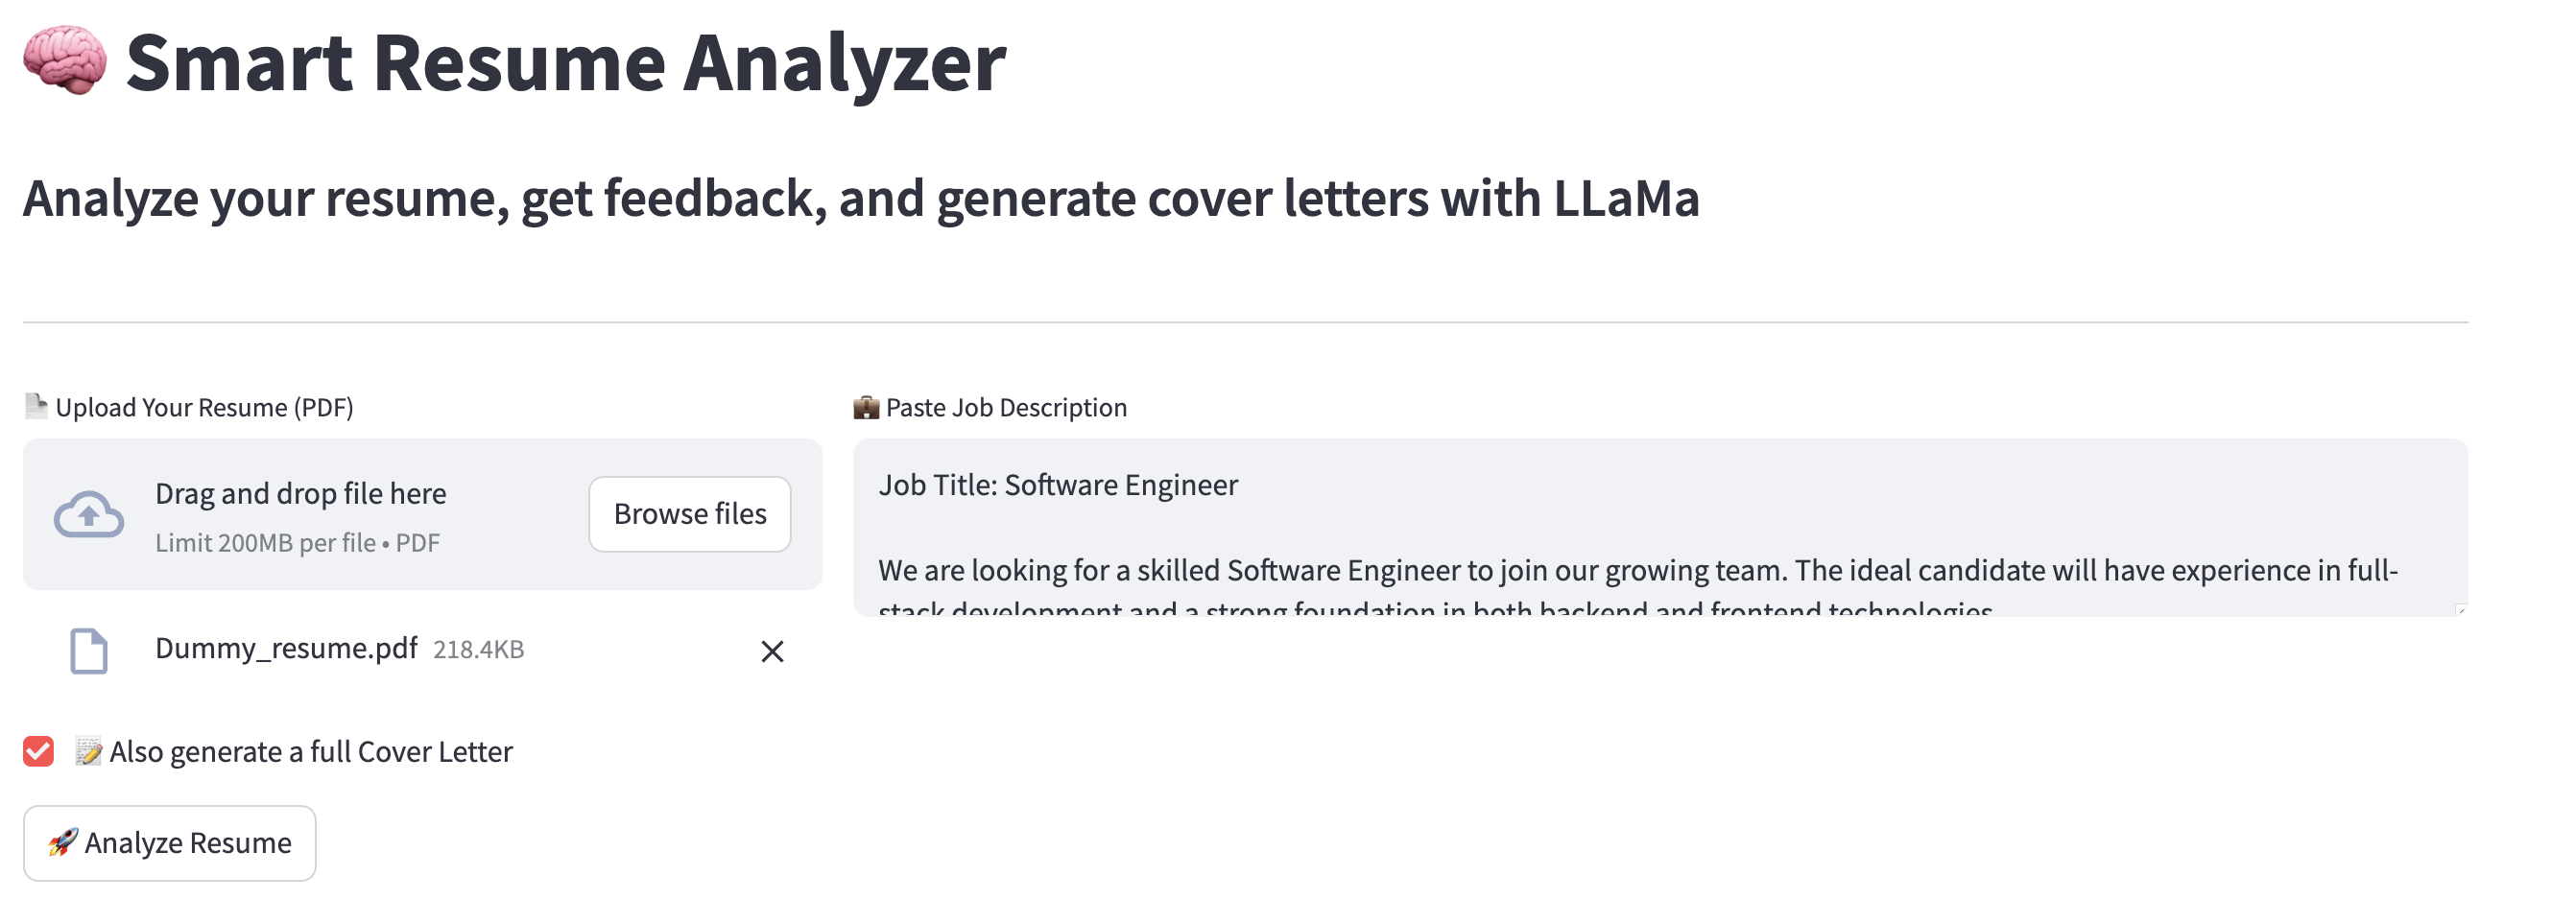 Smart Resume Analyzer
Analyze your resume, get feedback, and generate cover letters with LLaMa
Upload Your Resume (PDF)
Drag and drop file here
Limit 200MB per file • PDF
Browse files
Dummy_resume.pdf 218.4KB
Paste Job Description
Job Title: Software Engineer
We are looking for a skilled Software Engineer to join our growing team. The ideal candidate will have experience in full-
stack development and a strong foundation in both backend and frontend technologies.
Also generate a full Cover Letter
Analyze Resume